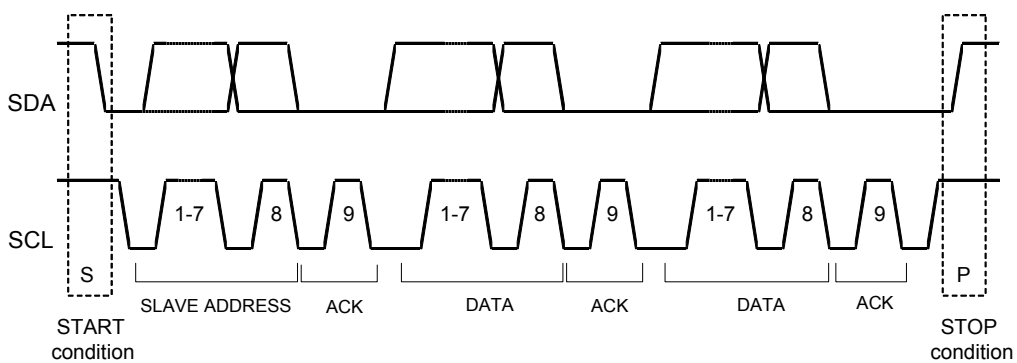 SDA
1-7 8 9 1-7 8 9 1-7 8 9
SCL
S P
SLAVE ADDRESS ACK DATA ACK DATA ACK
START
condition
STOP
condition